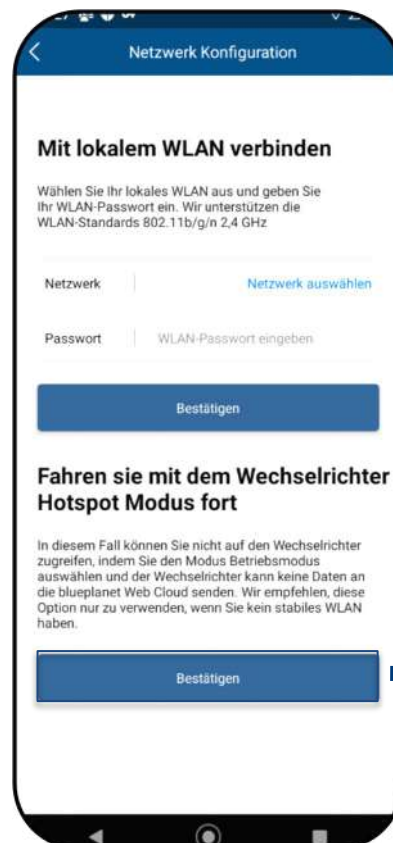 Netzwerk Konfiguration
Mit lokalem WLAN verbinden
Wählen Sie Ihr lokales WLAN aus und geben Sie
Ihr WLAN-Passwort ein. Wir unterstützen die
WLAN-Standards 802.11b/g/n 2,4 GHz
Netzwerk Netzwerk auswählen
Passwort WLAN-Passwort eingeben
Bestätigen
Fahren sie mit dem Wechselrichter
Hotspot Modus fort
In diesem Fall können Sie nicht auf den Wechselrichter
zugreifen, indem Sie den Modus Betriebsmodus
auswählen und der Wechselrichter kann keine Daten an
die blueplanet Web Cloud senden. Wir empfehlen, diese
Option nur zu verwenden, wenn Sie kein stabiles WLAN
haben.
Bestätigen